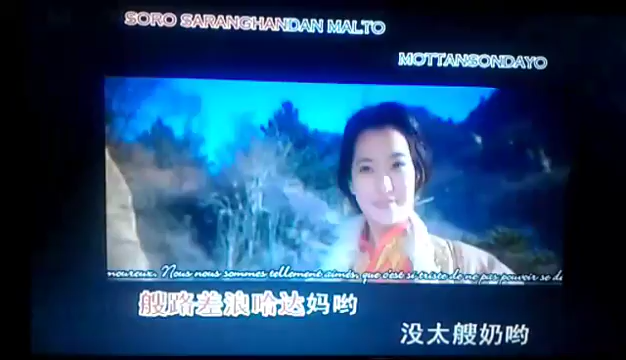 SORO SARANGHANDAN MALTO
MOTTANSONDAYO
moureux. Nous nous sommes tellement aimés, que c'est si triste de ne pas pouvoir se di
艘路差浪哈达妈哟
没太艘奶哟